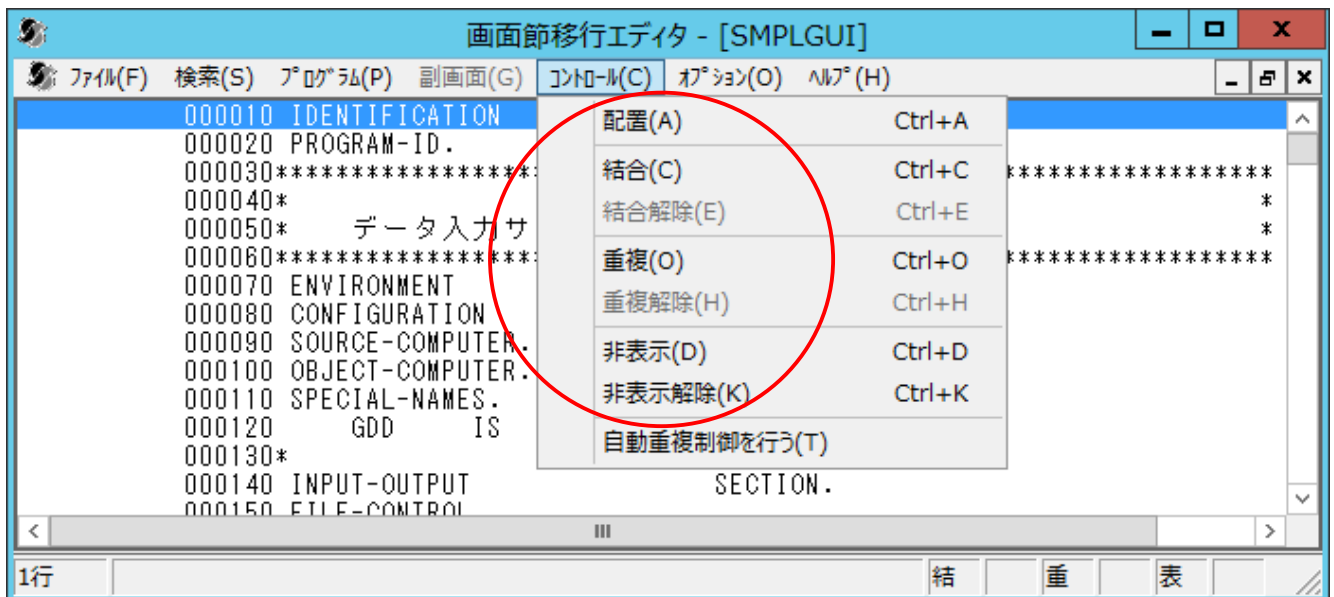 画面節移行エディタ - [SMPLGUI]
ファイル(F) 検索(S) プログラム(P) 副画面(G) コントロール(C) オプション(O) ヘルプ(H)
000010 IDENTIFICATION
000020 PROGRAM-ID.
000030******************
000040* *
000050* データ入力サ *
000060******************
000070 ENVIRONMENT
000080 CONFIGURATION
000090 SOURCE-COMPUTER.
000100 OBJECT-COMPUTER.
000110 SPECIAL-NAMES.
000120 GDD IS
000130*
000140 INPUT-OUTPUT SECTION.
000150 FILE-CONTROL
配置(A) Ctrl+A
結合(C) Ctrl+C
結合解除(E) Ctrl+E
重複(O) Ctrl+O
重複解除(H) Ctrl+H
非表示(D) Ctrl+D
非表示解除(K) Ctrl+K
自動重複制御を行う(T)
1行 結 重 表